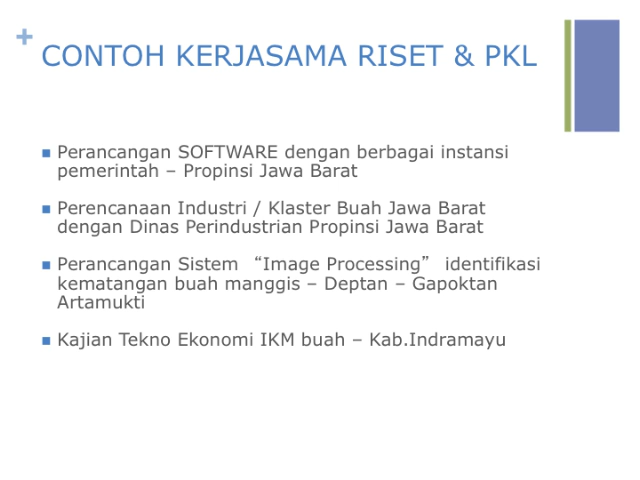 +
CONTOH KERJASAMA RISET & PKL
Perancangan SOFTWARE dengan berbagai instansi
pemerintah – Propinsi Jawa Barat
Perencanaan Industri / Klaster Buah Jawa Barat
dengan Dinas Perindustrian Propinsi Jawa Barat
Perancangan Sistem “Image Processing” identifikasi
kematangan buah manggis – Deptan – Gapoktan
Artamukti
Kajian Tekno Ekonomi IKM buah – Kab.Indramayu